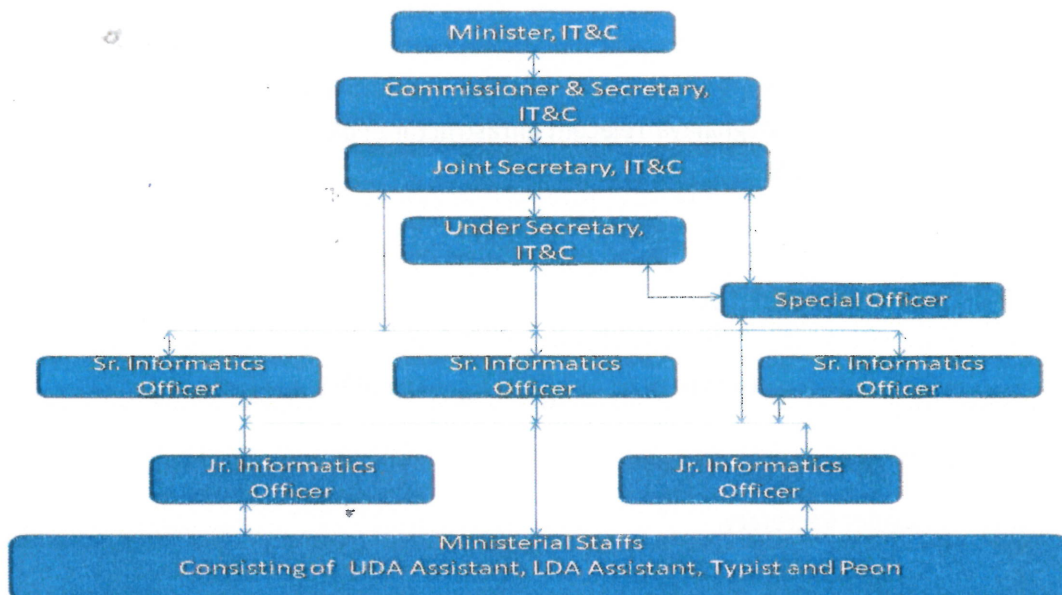 Minister, IT&C
Commissioner & Secretary,
IT&C
Joint Secretary, IT&C
Under Secretary,
IT&C
Special Officer
Sr. Informatics
Officer
Sr. Informatics
Officer
Sr. Informatics
Officer
Jr. Informatics
Officer
Jr. Informatics
Officer
Ministerial Staffs
Consisting of UDA Assistant, LDA Assistant, Typist and Peon